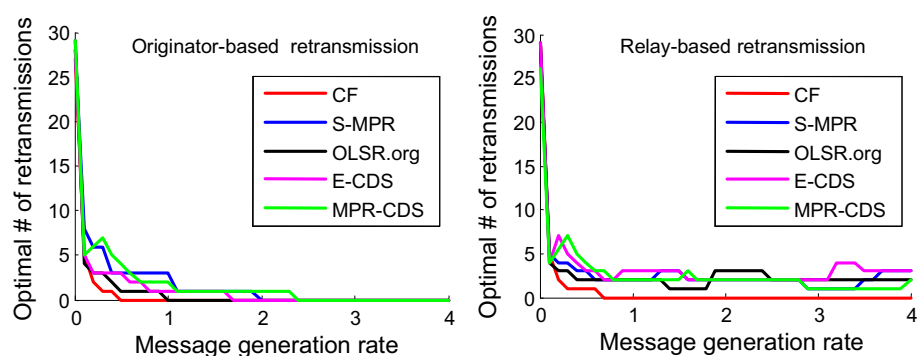 Originator-based retransmission
Optimal # of retransmissions
30
25
20
15
10
5
0
CF
S-MPR
OLSR.org
E-CDS
MPR-CDS
0
1
2
3
4
Message generation rate
Relay-based retransmission
Optimal # of retransmissions
30
25
20
15
10
5
0
CF
S-MPR
OLSR.org
E-CDS
MPR-CDS
0
1
2
3
4
Message generation rate